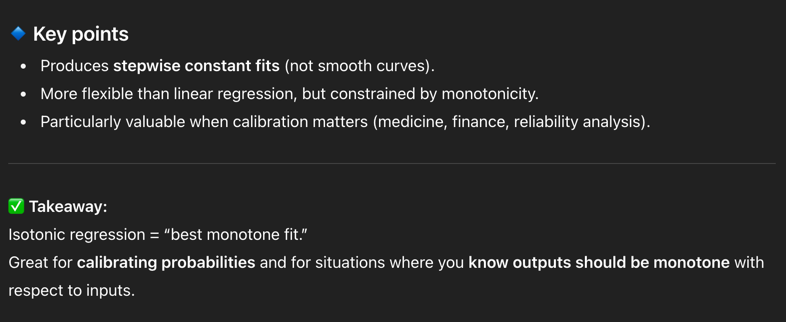 🔷 Key points
• Produces stepwise constant fits (not smooth curves).
• More flexible than linear regression, but constrained by monotonicity.
• Particularly valuable when calibration matters (medicine, finance, reliability analysis).
✅ Takeaway:
Isotonic regression = “best monotone fit.”
Great for calibrating probabilities and for situations where you know outputs should be monotone with
respect to inputs.